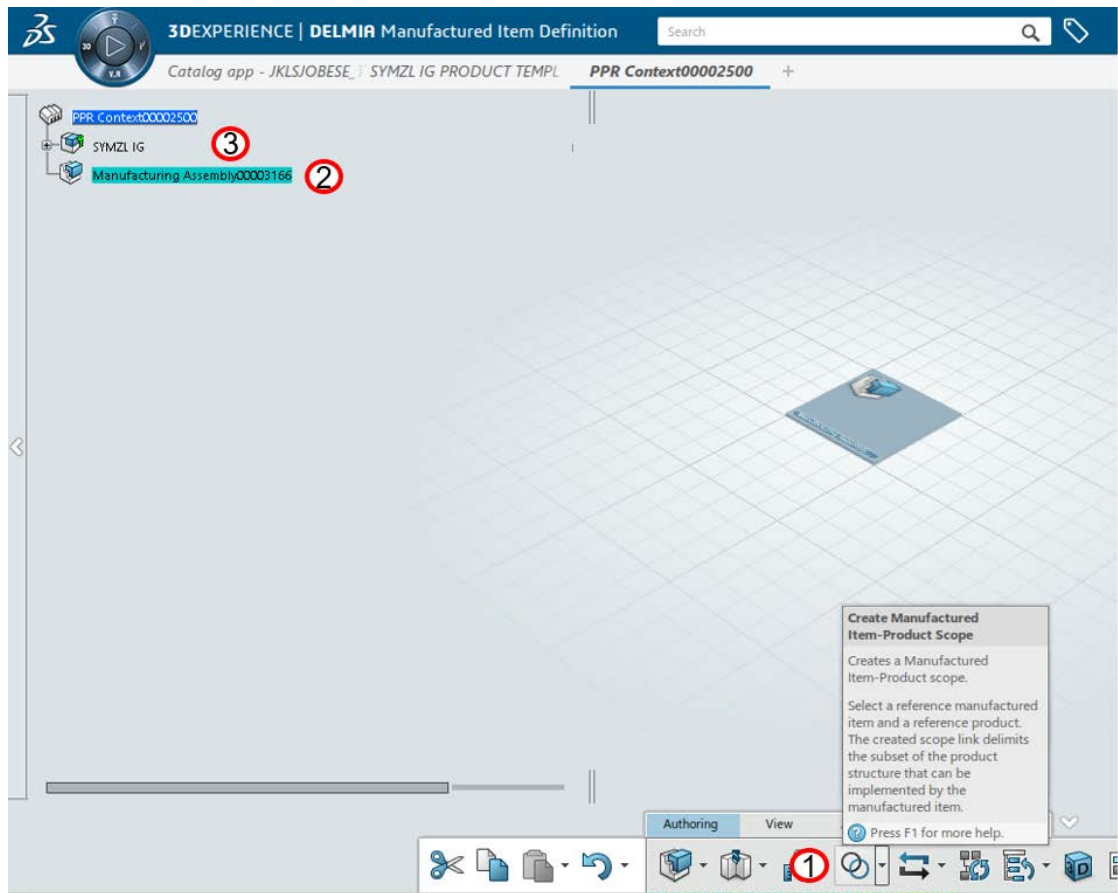 3DEXPERIENCE | DELMIA Manufactured Item Definition
Search
3D
V.R
Catalog app - JKLSJOBESE_T
SYMZL IG PRODUCT TEMPL
PPR Context00002500
+
PPR Context00002500
SYMZL IG
3
Manufacturing Assembly00003166
2
Create Manufactured
Item-Product Scope
Creates a Manufactured
Item-Product scope.
Select a reference manufactured
item and a reference product.
The created scope link delimits
the subset of the product
structure that can be
implemented by the
manufactured item.
Press F1 for more help.
Authoring
View
1